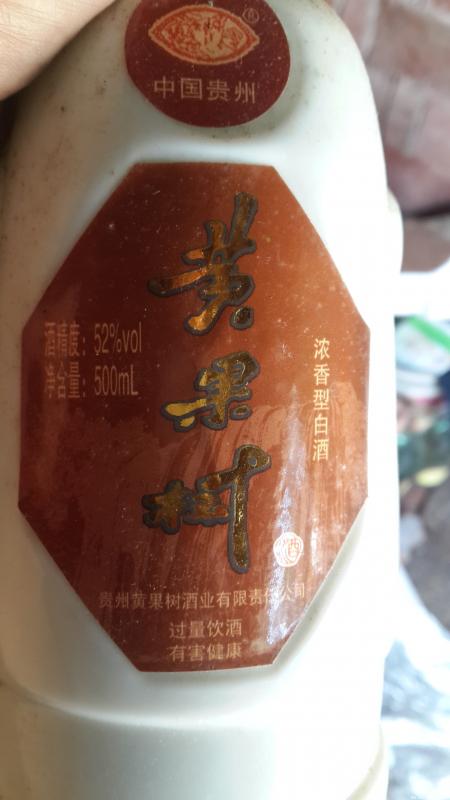 中国贵州
黄果树
酒精度：52%vol
净含量：500mL
浓香型白酒
酒
贵州黄果树酒业有限责任公司
过量饮酒
有害健康